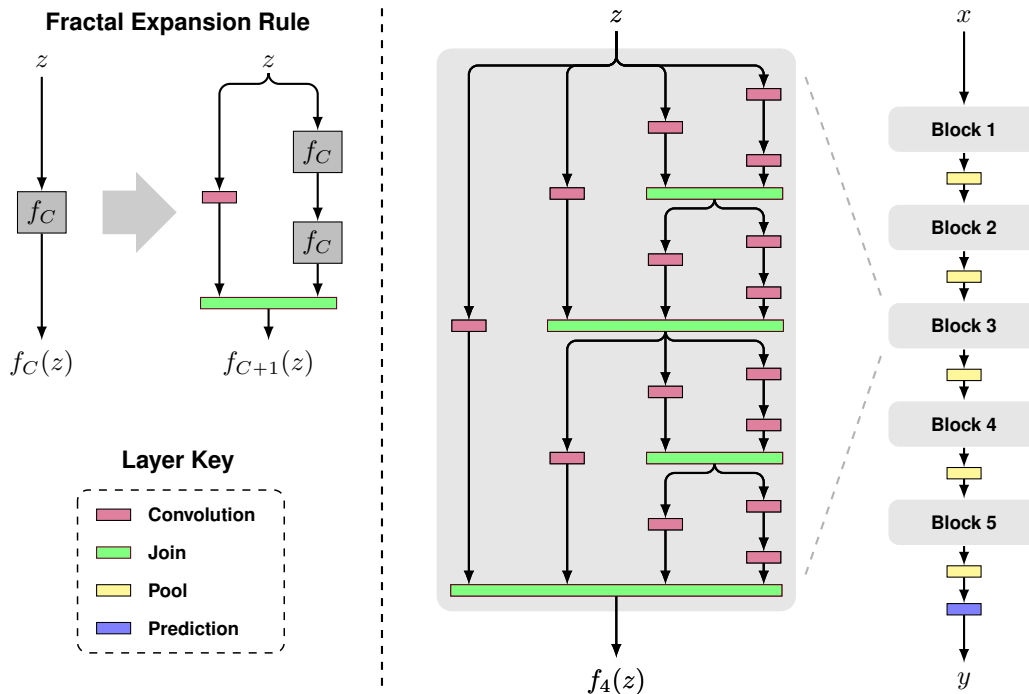 Fractal Expansion Rule
z
f_C
f_C(z)
z
f_C
f_C
f_{C+1}(z)
Layer Key
Convolution
Join
Pool
Prediction
z
f_4(z)
x
Block 1
Block 2
Block 3
Block 4
Block 5
y